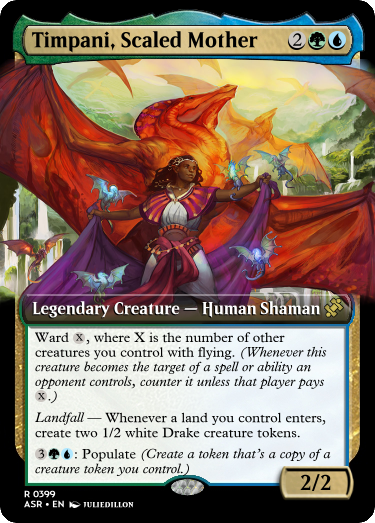 Timpani, Scaled Mother 2
Legendary Creature — Human Shaman
Ward X, where X is the number of other
creatures you control with flying. (Whenever this
creature becomes the target of a spell or ability an
opponent controls, counter it unless that player pays
X.)
Landfall — Whenever a land you control enters,
create two 1/2 white Drake creature tokens.
3: Populate (Create a token that's a copy of a
creature token you control.)
2/2
R 0399
ASR • EN JULIEDILLON